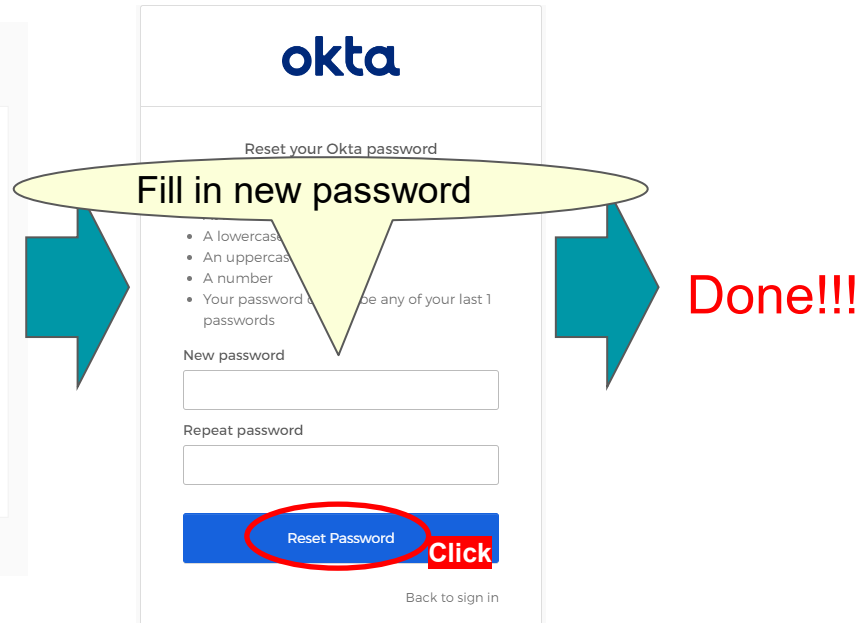 okta
Reset your Okta password
Fill in new password
A lowercase
An uppercas
A number
Your password be any of your last 1
passwords
New password
Repeat password
Reset Password
Click
Back to sign in
Done!!!